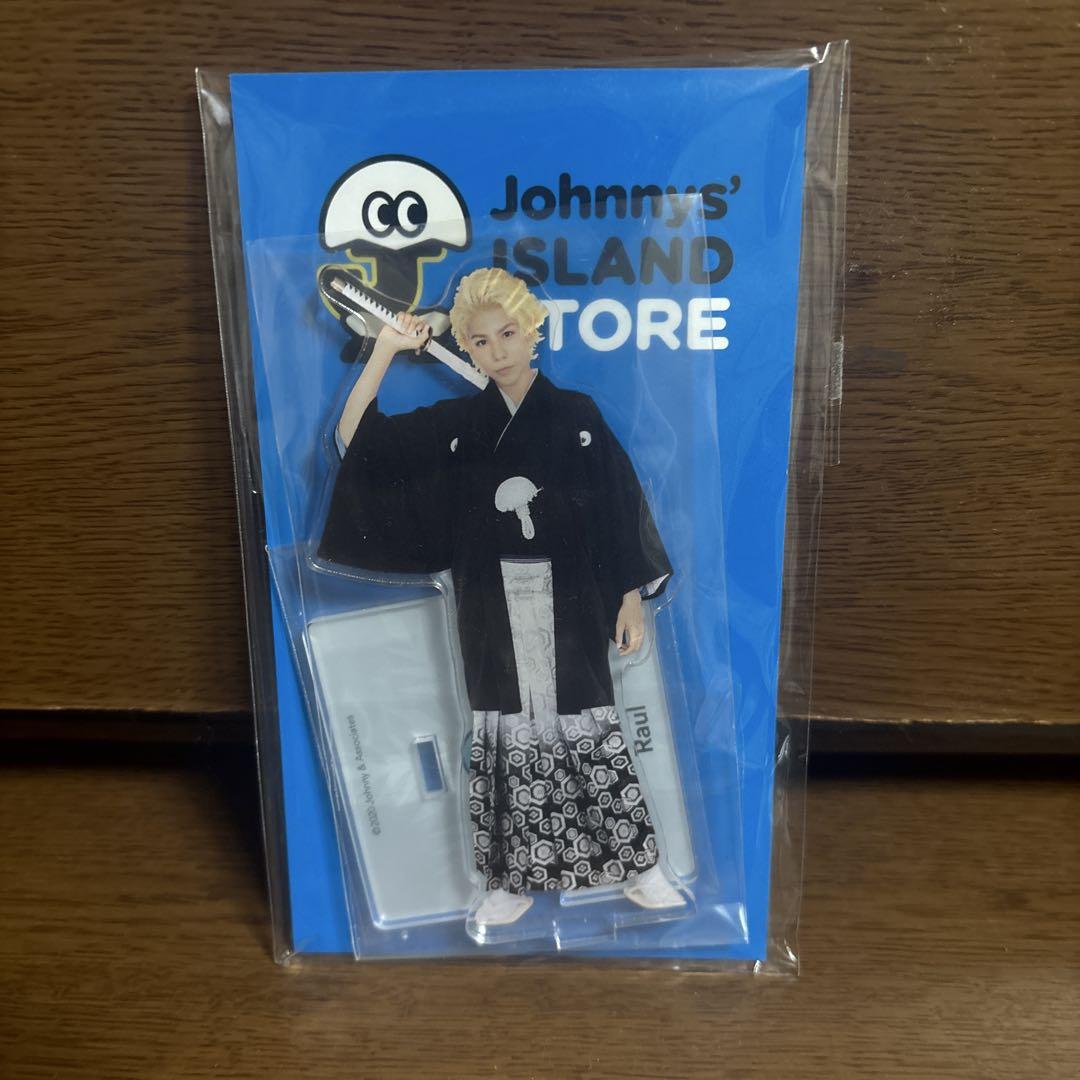 Johnnys'
ISLAND
STORE
Raul
©2020 Johnny & Associates